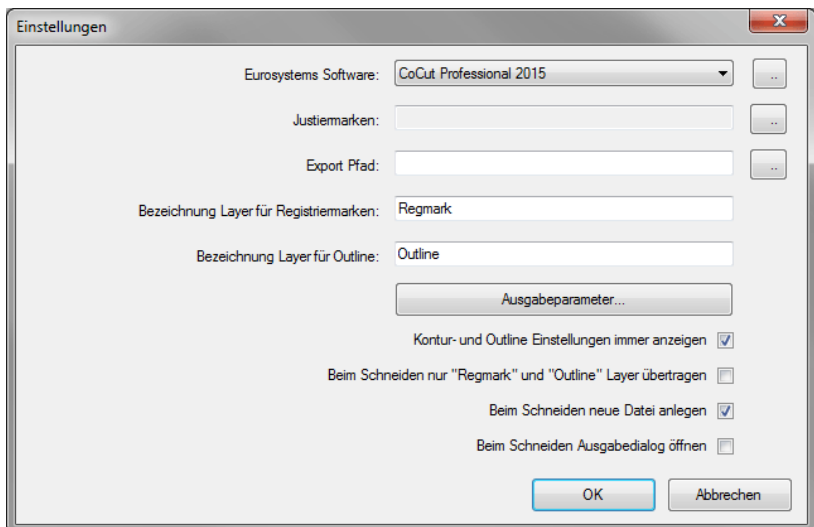 Einstellungen
Eurosystems Software: CoCut Professional 2015 ..
Justiermarken: ..
Export Pfad: ..
Bezeichnung Layer für Registriermarken: Regmark
Bezeichnung Layer für Outline: Outline
Ausgabeparameter...
Kontur- und Outline Einstellungen immer anzeigen
Beim Schneiden nur "Regmark" und "Outline" Layer übertragen
Beim Schneiden neue Datei anlegen
Beim Schneiden Ausgabedialog öffnen
OK Abbrechen